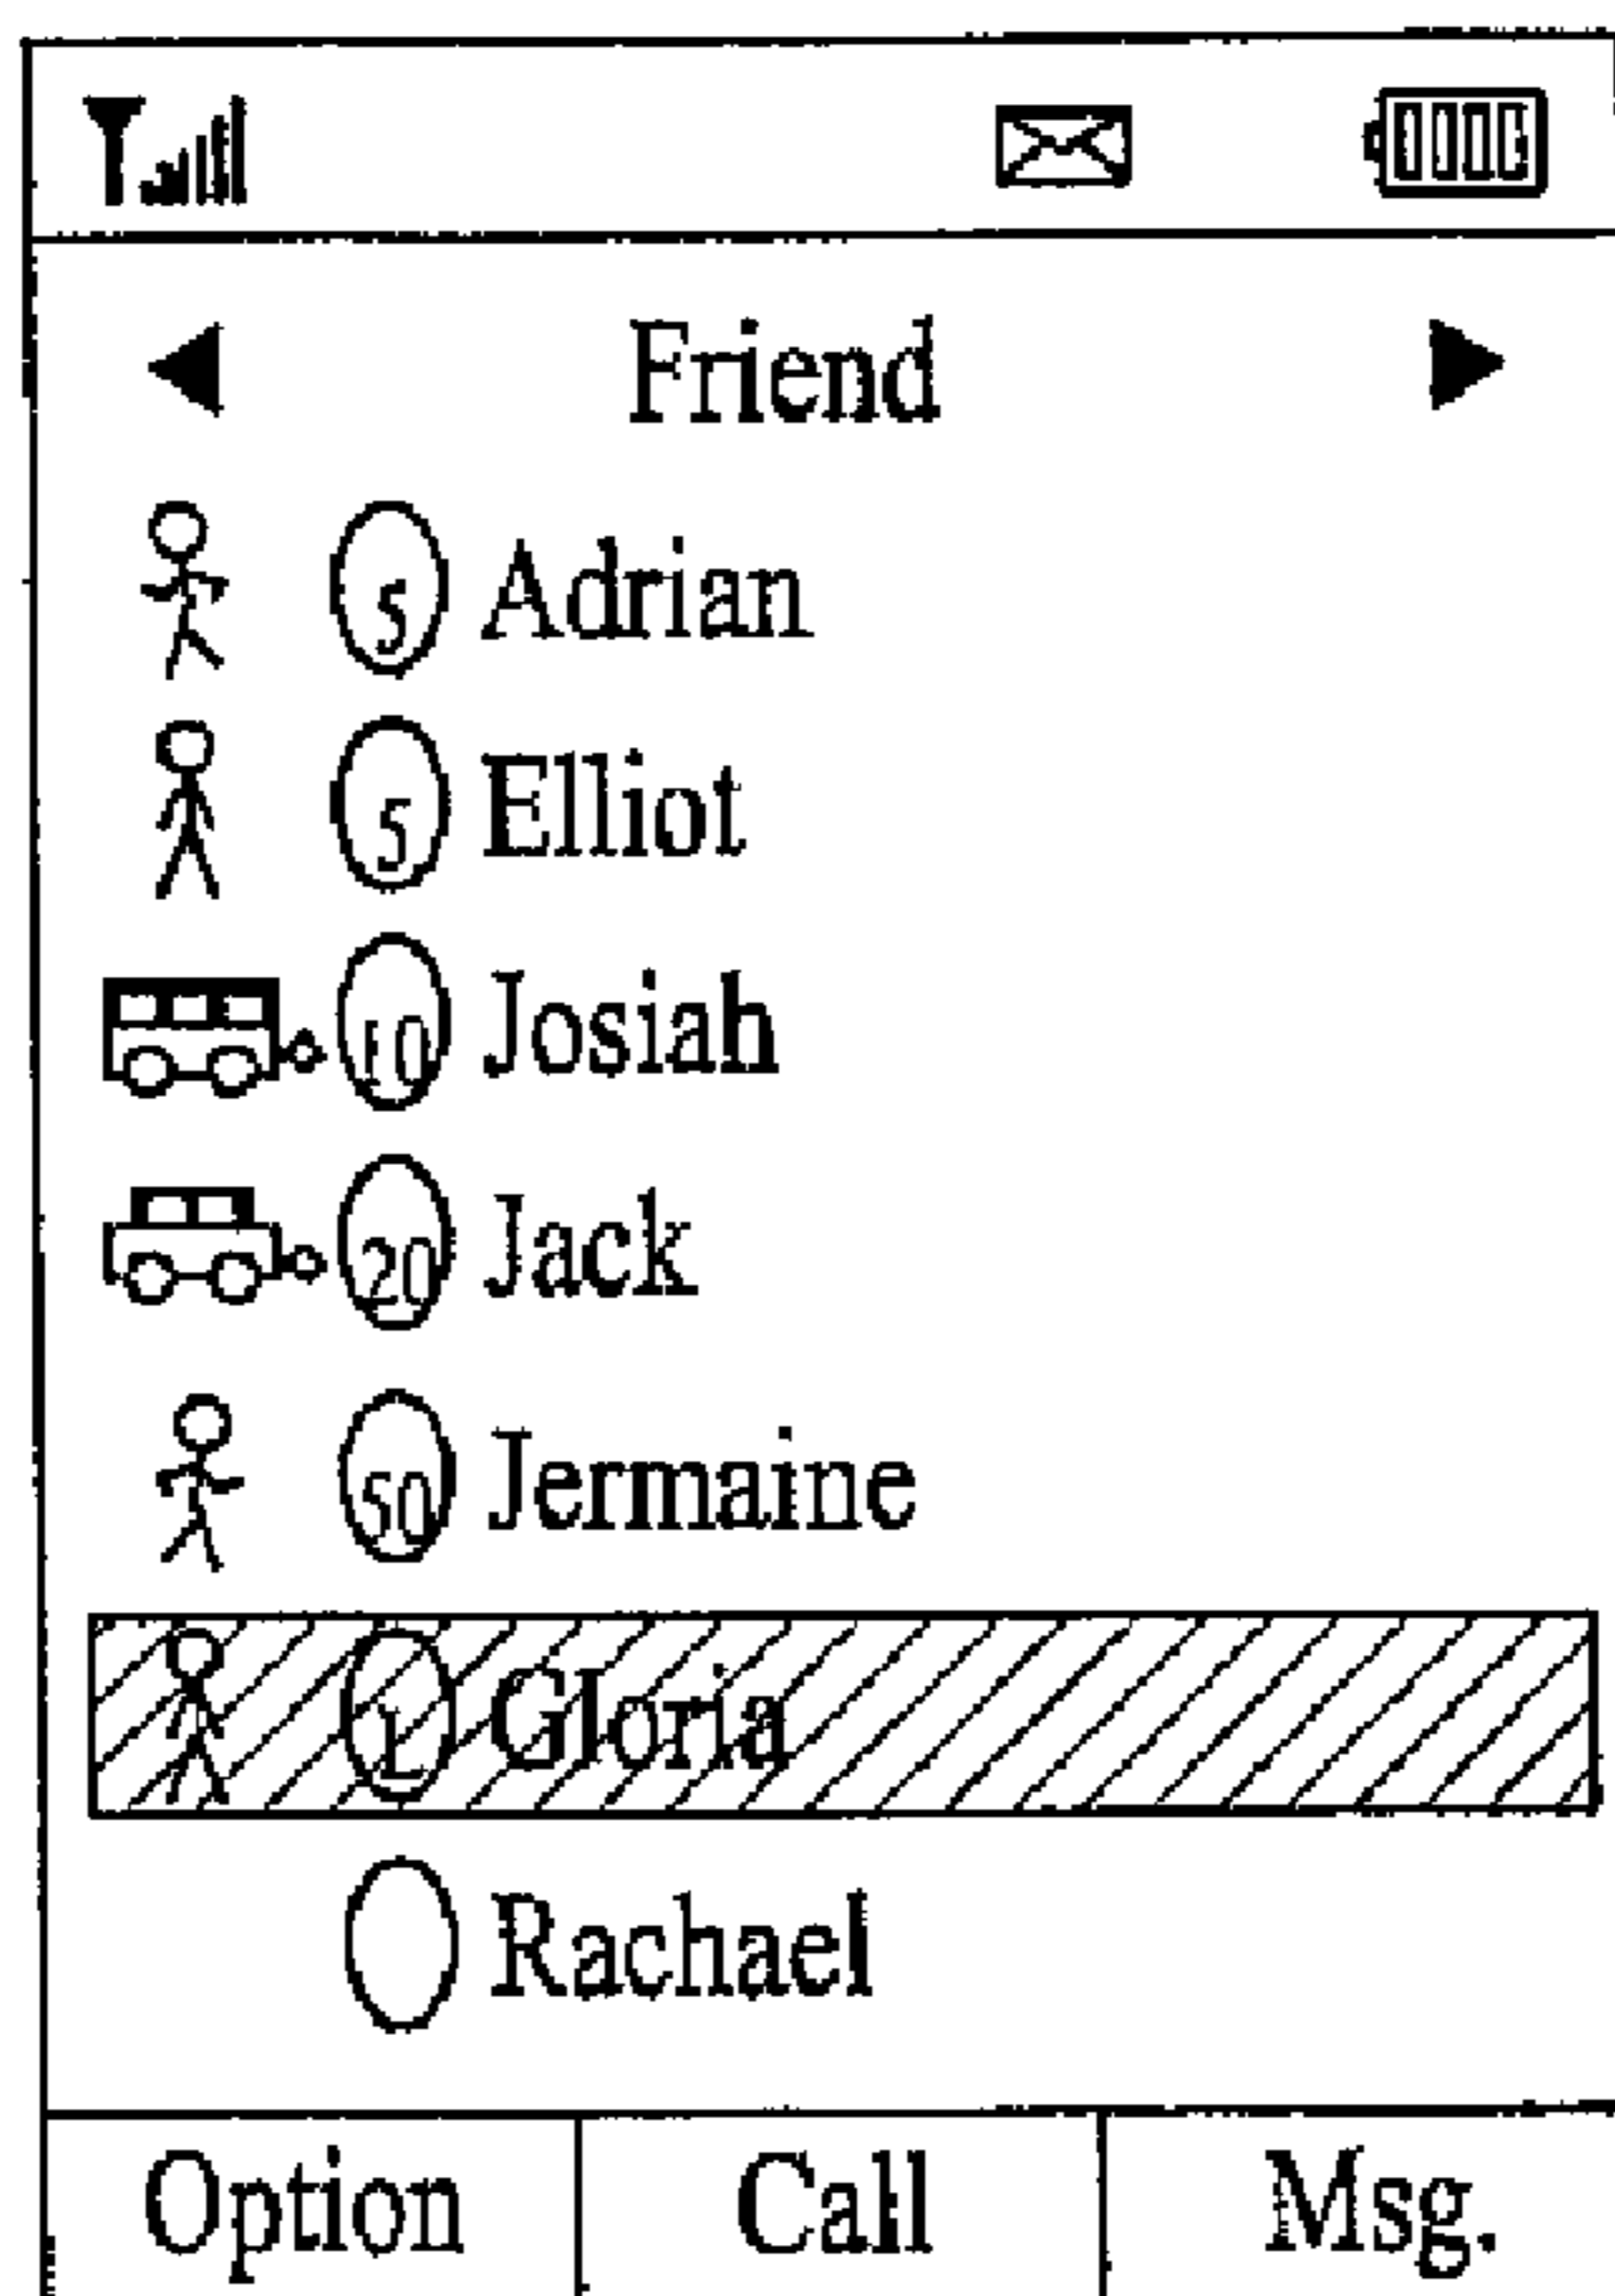 Friend
5 Adrian
5 Elliot
10 Josiah
20 Jack
50 Jermaine
L Gloria
Rachael
Option Call Msg.